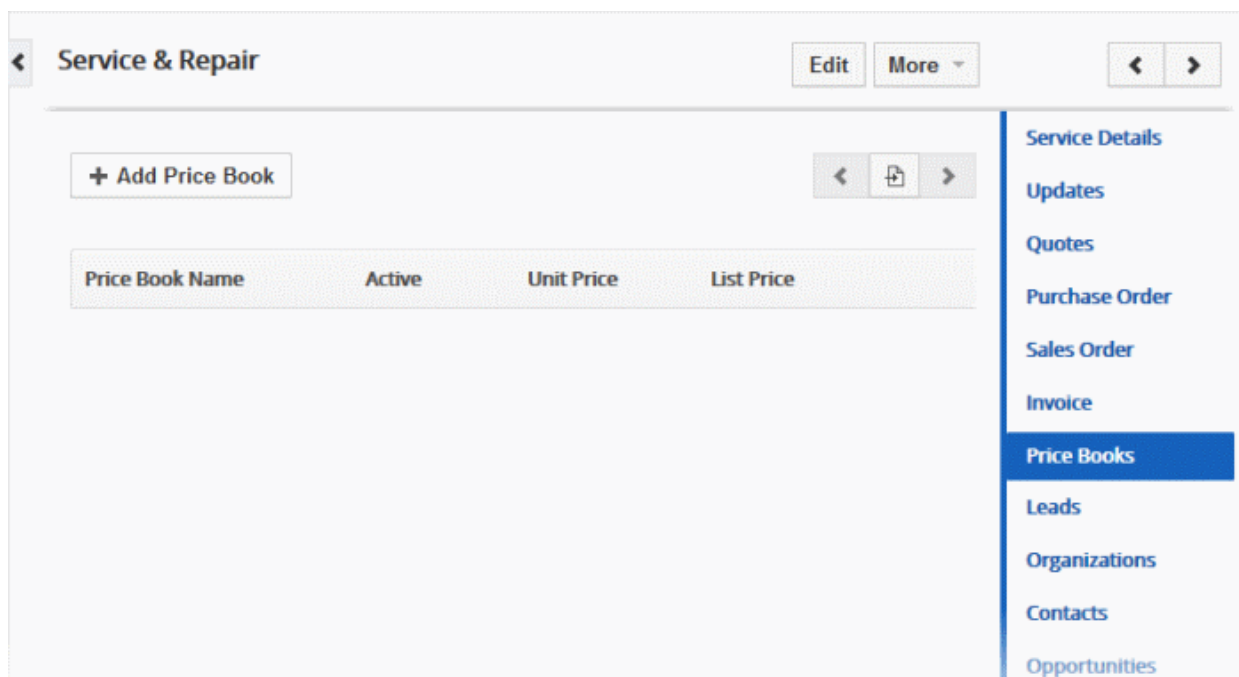 Service & Repair
Edit More
+ Add Price Book
Price Book Name Active Unit Price List Price
Service Details
Updates
Quotes
Purchase Order
Sales Order
Invoice
Price Books
Leads
Organizations
Contacts
Opportunities